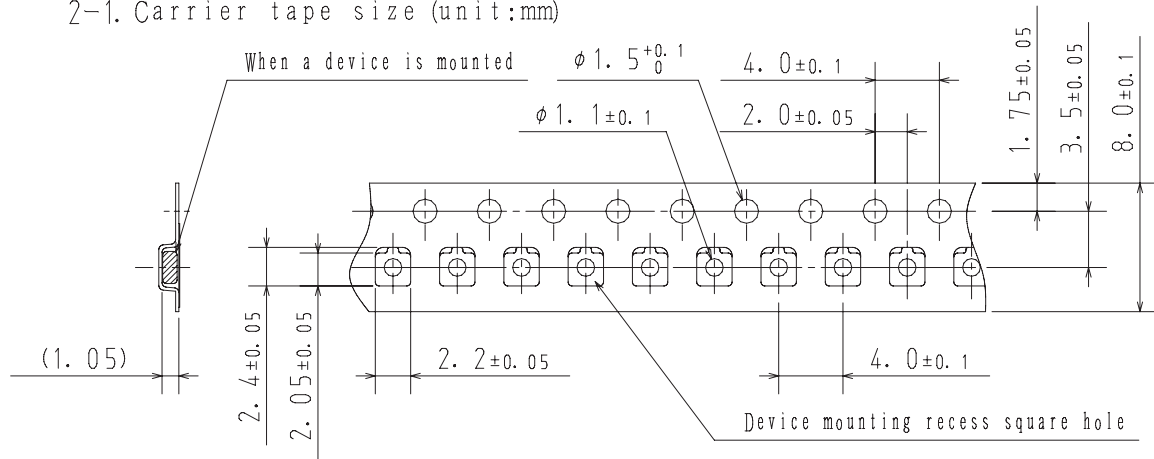 2-1. Carrier tape size (unit:mm)
When a device is mounted
φ1.5+0.1 0
4.0±0.1
φ1.1±0.1
2.0±0.05
1.75±0.05
3.5±0.05
8.0±0.1
(1.05)
2.4±0.05
2.05±0.05
2.2±0.05
4.0±0.1
Device mounting recess square hole